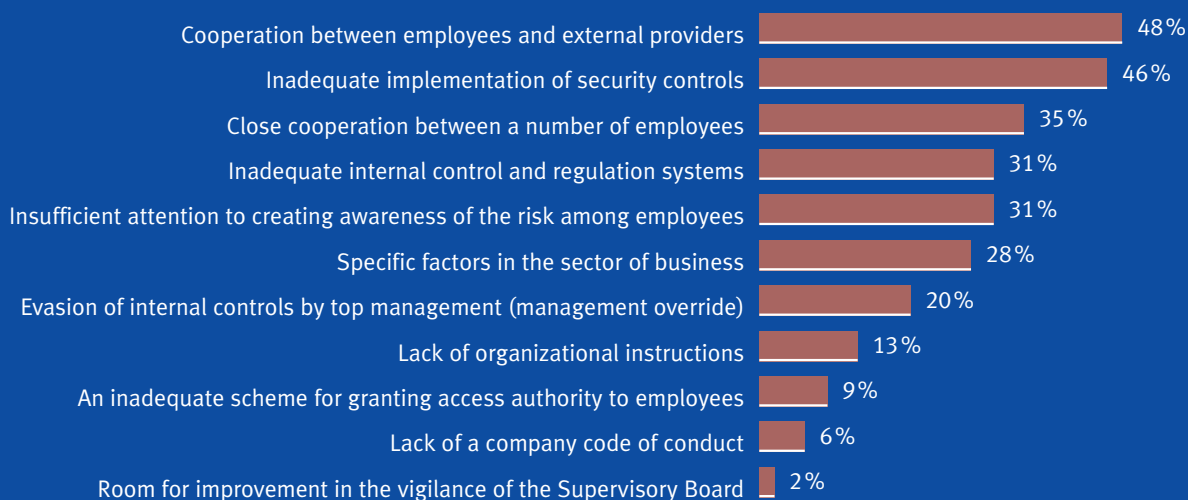 Cooperation between employees and external providers 48%
Inadequate implementation of security controls 46%
Close cooperation between a number of employees 35%
Inadequate internal control and regulation systems 31%
Insufficient attention to creating awareness of the risk among employees 31%
Specific factors in the sector of business 28%
Evasion of internal controls by top management (management override) 20%
Lack of organizational instructions 13%
An inadequate scheme for granting access authority to employees 9%
Lack of a company code of conduct 6%
Room for improvement in the vigilance of the Supervisory Board 2%